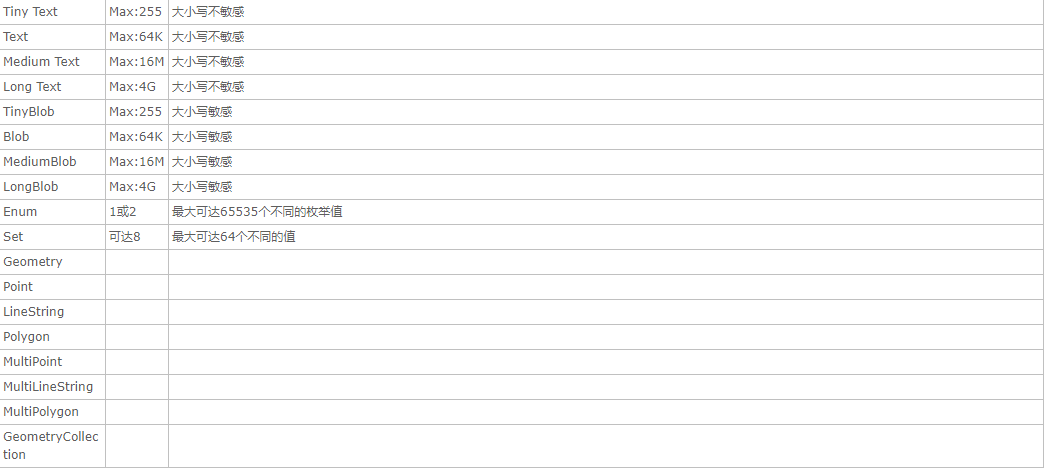 Tiny Text Max:255 大小写不敏感
Text Max:64K 大小写不敏感
Medium Text Max:16M 大小写不敏感
Long Text Max:4G 大小写不敏感
TinyBlob Max:255 大小写敏感
Blob Max:64K 大小写敏感
MediumBlob Max:16M 大小写敏感
LongBlob Max:4G 大小写敏感
Enum 1或2 最大可达65535个不同的枚举值
Set 可达8 最大可达64个不同的值
Geometry
Point
LineString
Polygon
MultiPoint
MultiLineString
MultiPolygon
GeometryCollec
tion